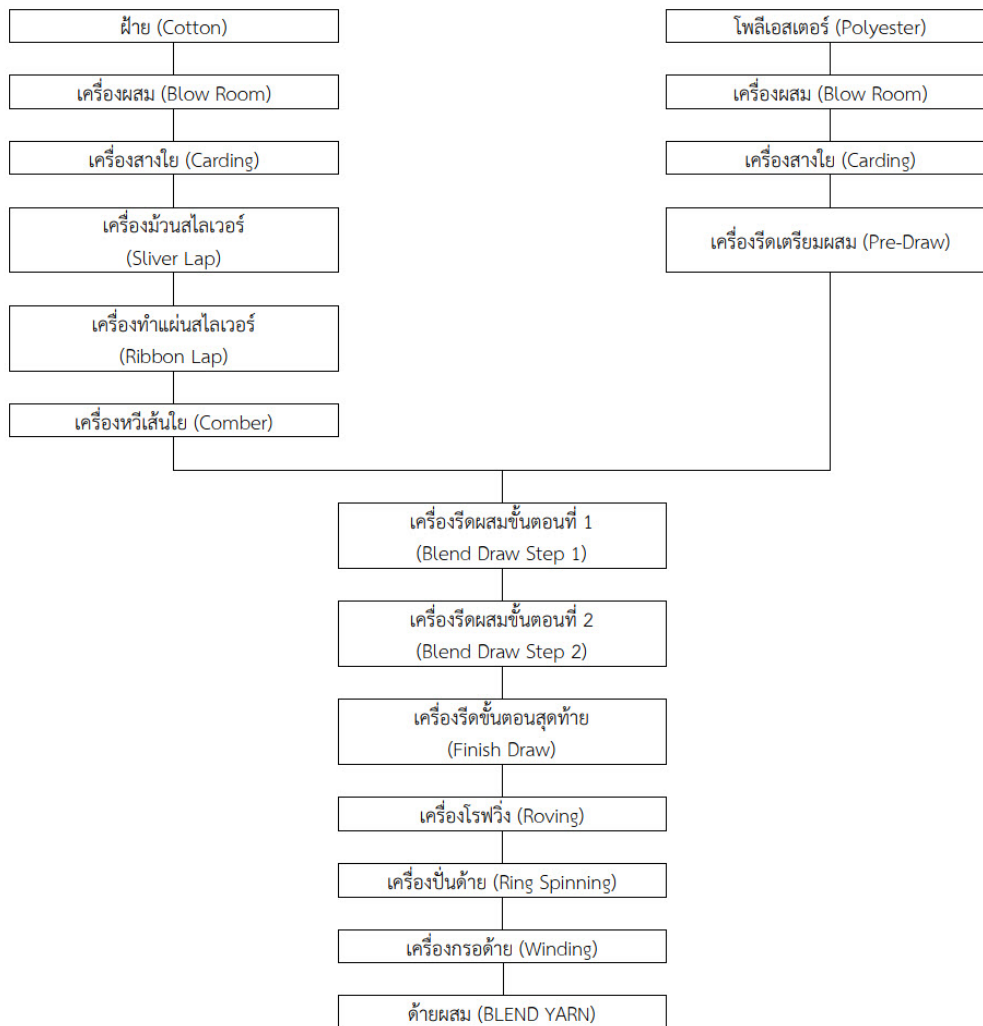 ฝ้าย (Cotton)
เครื่องผสม (Blow Room)
เครื่องสางใย (Carding)
เครื่องม้วนสไลเวอร์
(Sliver Lap)
เครื่องทำแผ่นสไลเวอร์
(Ribbon Lap)
เครื่องหวีเส้นใย (Comber)
โพลีเอสเตอร์ (Polyester)
เครื่องผสม (Blow Room)
เครื่องสางใย (Carding)
เครื่องรีดเตรียมผสม (Pre-Draw)
เครื่องรีดผสมขั้นตอนที่ 1
(Blend Draw Step 1)
เครื่องรีดผสมขั้นตอนที่ 2
(Blend Draw Step 2)
เครื่องรีดขั้นตอนสุดท้าย
(Finish Draw)
เครื่องโรฟวิ่ง (Roving)
เครื่องปั่นด้าย (Ring Spinning)
เครื่องกรอด้าย (Winding)
ด้ายผสม (BLEND YARN)